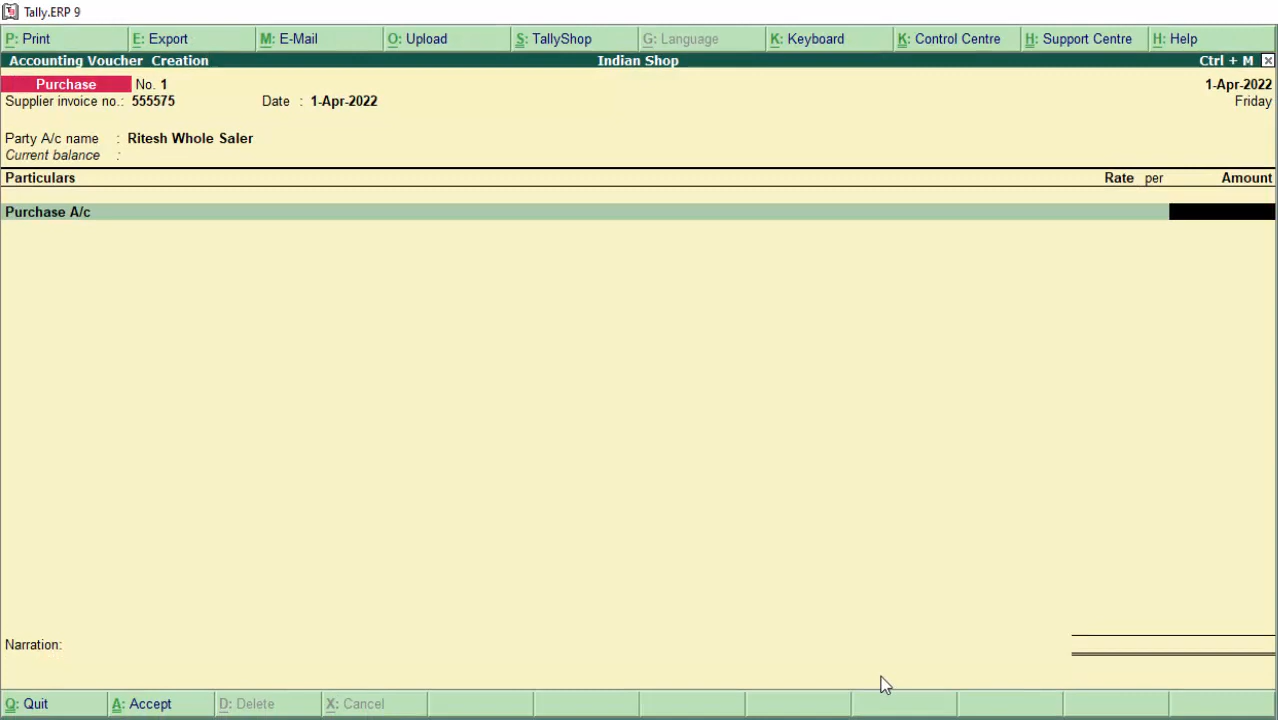 Tally.ERP 9
P: Print E: Export M: E-Mail O: Upload S: TallyShop G: Language K: Keyboard K: Control Centre H: Support Centre H: Help
Accounting Voucher Creation Indian Shop Ctrl + M
Purchase No. 1 1-Apr-2022
Supplier invoice no.: 555575 Date : 1-Apr-2022 Friday
Party A/c name : Ritesh Whole Saler
Current balance :
Particulars Rate per Amount
Purchase A/c
Narration:
Q: Quit A: Accept D: Delete X: Cancel